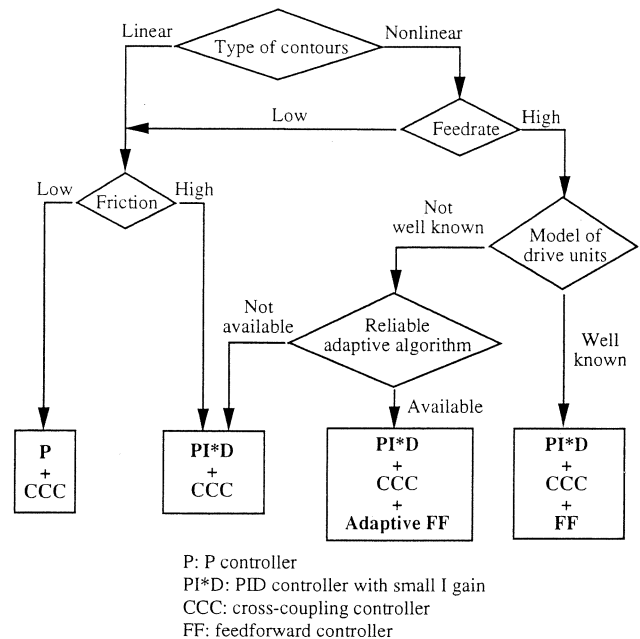 Linear
Type of contours
Nonlinear
Low
Feedrate
High
Low
Friction
High
Not
well known
Model of
drive units
Not
available
Reliable
adaptive algorithm
Well
known
Available
P
+
CCC
PI*D
+
CCC
PI*D
+
CCC
+
Adaptive FF
PI*D
+
CCC
+
FF
P: P controller
PI*D: PID controller with small I gain
CCC: cross-coupling controller
FF: feedforward controller